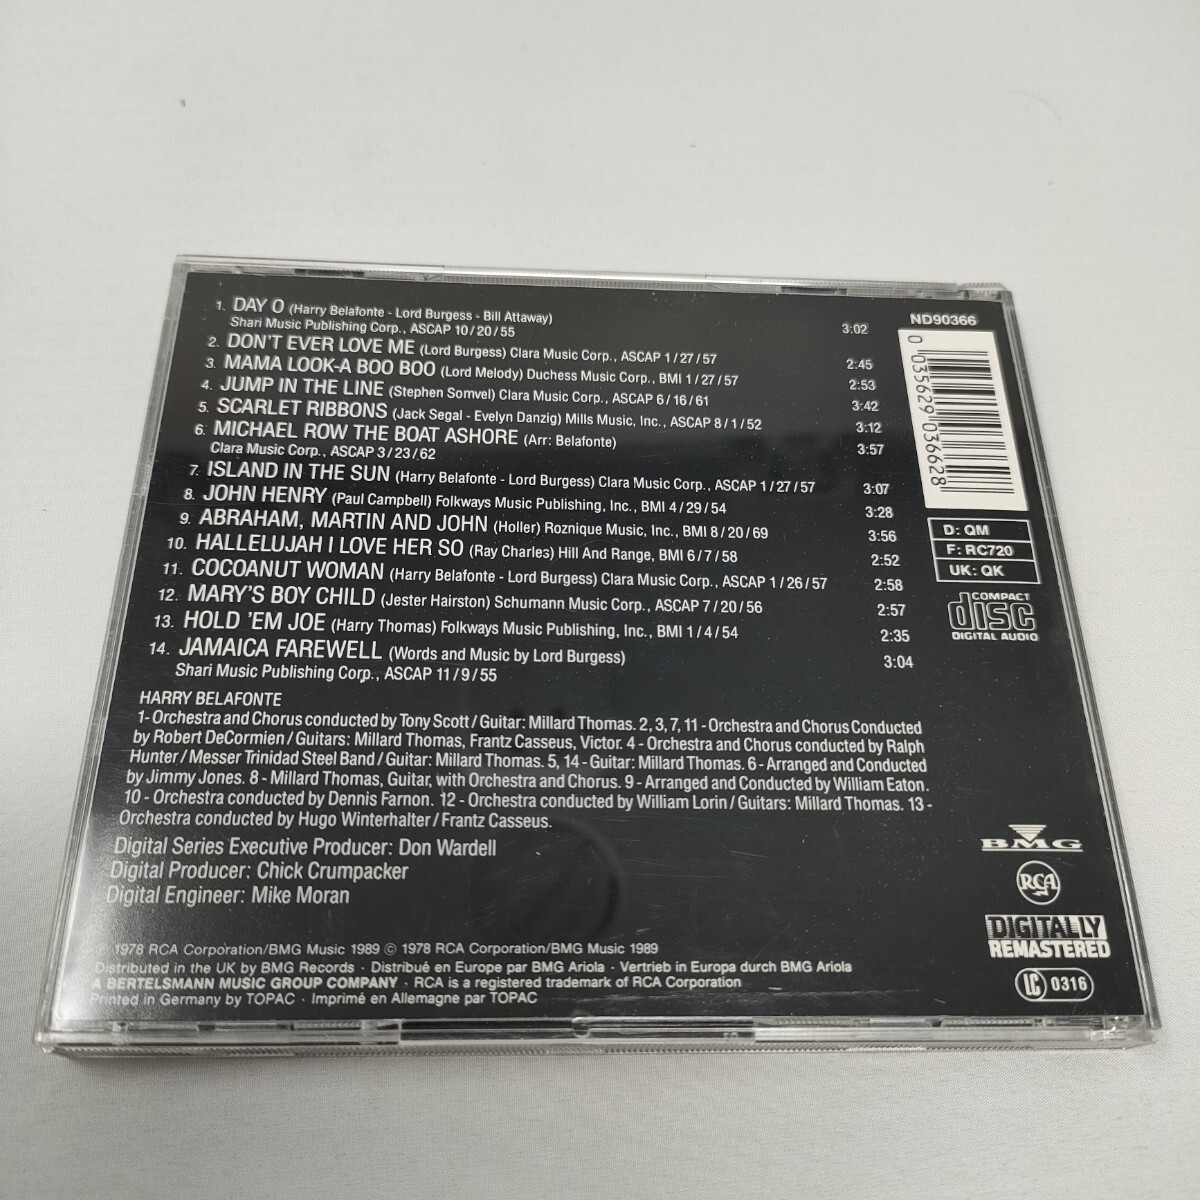 1. DAY O (Harry Belafonte - Lord Burgess - Bill Attaway)
Shari Music Publishing Corp., ASCAP 10/20/55 3:02
2. DON'T EVER LOVE ME (Lord Burgess) Clara Music Corp., ASCAP 1/27/57 2:45
3. MAMA LOOK-A BOO BOO (Lord Melody) Duchess Music Corp., BMI 1/27/57 2:53
4. JUMP IN THE LINE (Stephen Somvel) Clara Music Corp., ASCAP 6/16/61 3:42
5. SCARLET RIBBONS (Jack Segal - Evelyn Danzig) Mills Music, Inc., ASCAP 8/1/52 3:12
6. MICHAEL ROW THE BOAT ASHORE (Arr: Belafonte)
Clara Music Corp., ASCAP 3/23/62 3:57
7. ISLAND IN THE SUN (Harry Belafonte - Lord Burgess) Clara Music Corp., ASCAP 1/27/57 3:07
8. JOHN HENRY (Paul Campbell) Folkways Music Publishing, Inc., BMI 4/29/54 3:28
9. ABRAHAM, MARTIN AND JOHN (Holler) Roznique Music, Inc., BMI 8/20/69 3:56
10. HALLELUJAH I LOVE HER SO (Ray Charles) Hill And Range, BMI 6/7/58 2:52
11. COCOANUT WOMAN (Harry Belafonte - Lord Burgess) Clara Music Corp., ASCAP 1/26/57 2:58
12. MARY'S BOY CHILD (Jester Hairston) Schumann Music Corp., ASCAP 7/20/56 2:57
13. HOLD 'EM JOE (Harry Thomas) Folkways Music Publishing, Inc., BMI 1/4/54 2:35
14. JAMAICA FAREWELL (Words and Music by Lord Burgess) 3:04
Shari Music Publishing Corp., ASCAP 11/9/55
HARRY BELAFONTE
1- Orchestra and Chorus conducted by Tony Scott / Guitar: Millard Thomas. 2, 3, 7, 11 - Orchestra and Chorus Conducted
by Robert DeCormien / Guitars: Millard Thomas, Frantz Casseus, Victor. 4 - Orchestra and Chorus conducted by Ralph
Hunter / Messer Trinidad Steel Band / Guitar: Millard Thomas. 5, 14 - Guitar: Millard Thomas. 6 - Arranged and Conducted
by Jimmy Jones. 8 - Millard Thomas, Guitar, with Orchestra and Chorus. 9 - Arranged and Conducted by William Eaton.
10 - Orchestra conducted by Dennis Farnon. 12 - Orchestra conducted by William Lorin / Guitars: Millard Thomas. 13 -
Orchestra conducted by Hugo Winterhalter / Frantz Casseus.
Digital Series Executive Producer: Don Wardell
Digital Producer: Chick Crumpacker
Digital Engineer: Mike Moran
℗ 1978 RCA Corporation/BMG Music 1989 © 1978 RCA Corporation/BMG Music 1989
Distributed in the UK by BMG Records · Distribué en Europe par BMG Ariola · Vertrieb in Europa durch BMG Ariola
A BERTELSMANN MUSIC GROUP COMPANY · RCA is a registered trademark of RCA Corporation
Printed in Germany by TOPAC · Imprimé en Allemagne par TOPAC
ND90366
0 035629 036628
D: QM
F: RC720
UK: QK
COMPACT
disc
DIGITAL AUDIO
BMG
RCA
DIGITALLY
REMASTERED
LC 0316